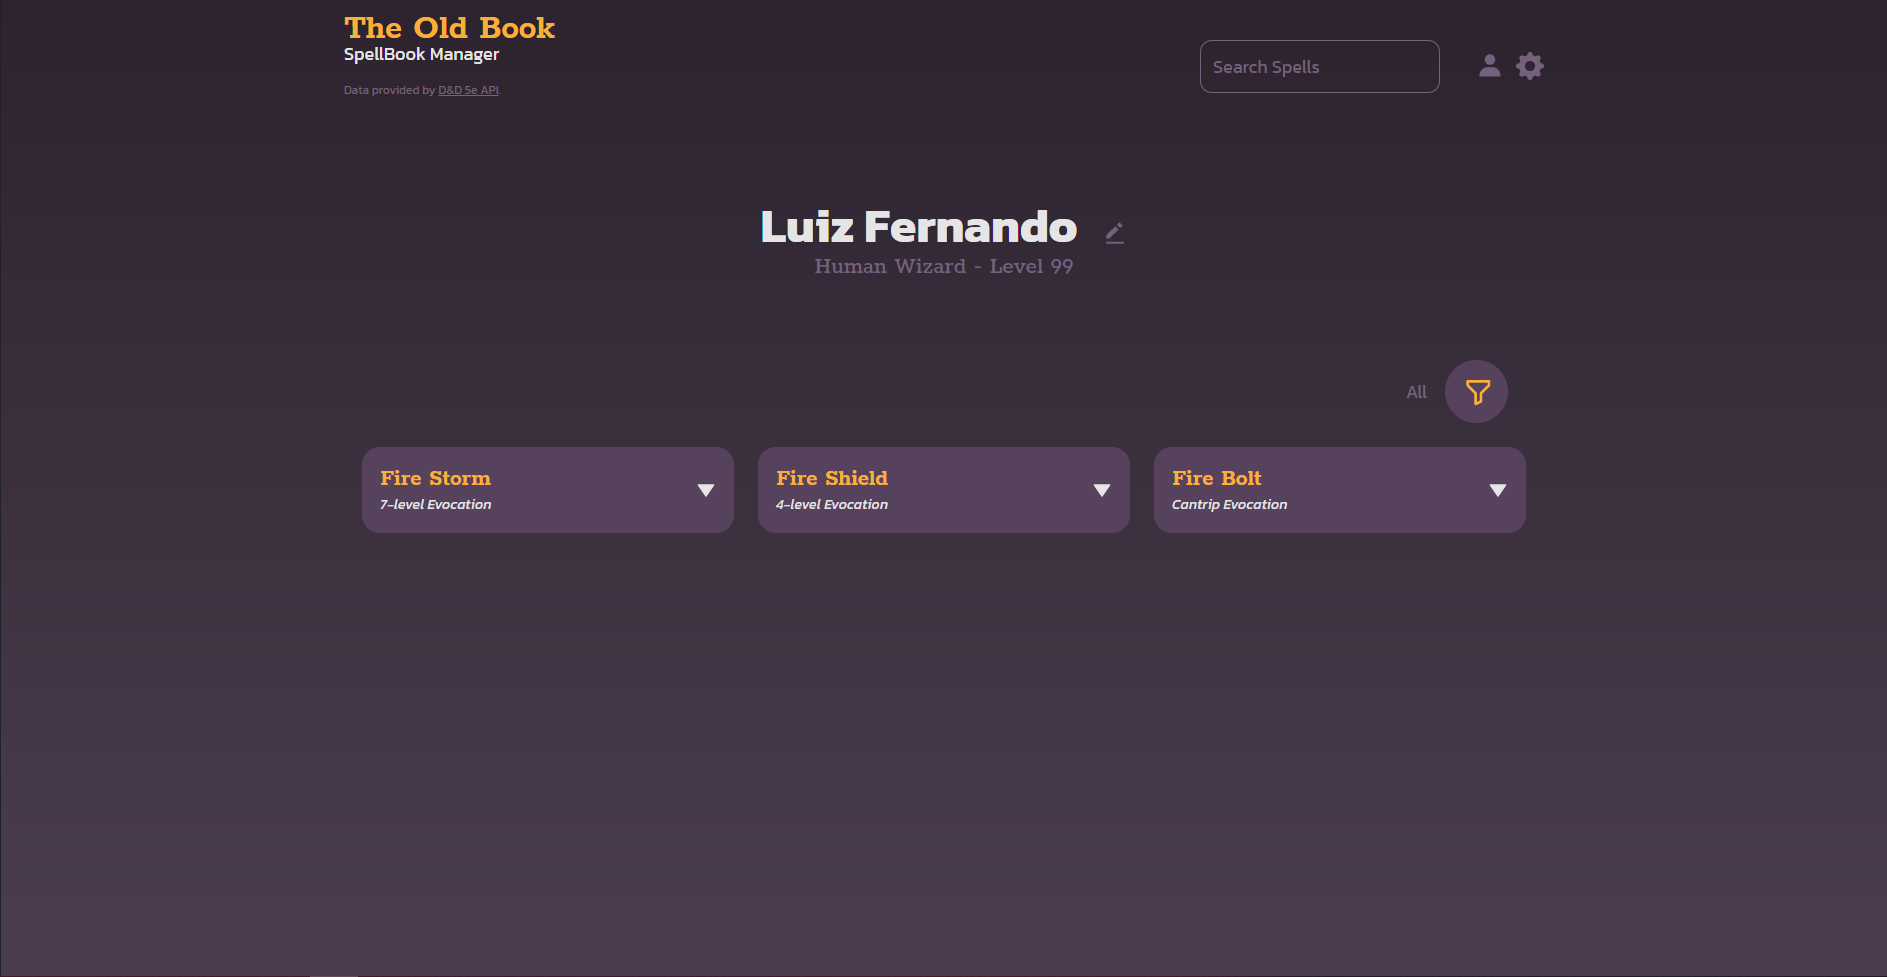 The Old Book
SpellBook Manager
Data provided by D&D 5e API.
Search Spells
Luiz Fernando
Human Wizard - Level 99
All
Fire Storm
7-level Evocation
Fire Shield
4-level Evocation
Fire Bolt
Cantrip Evocation